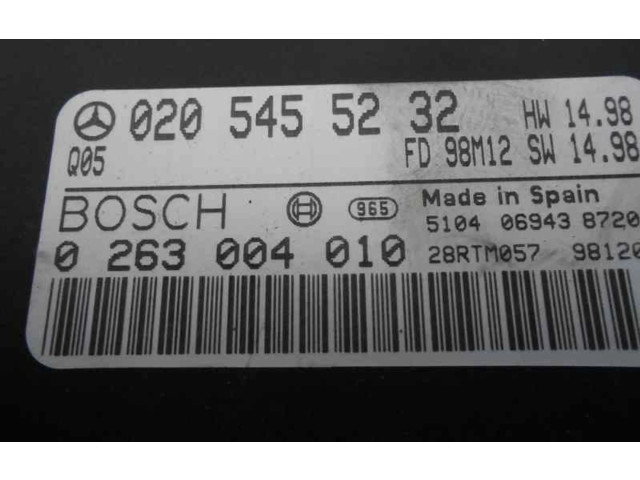 020 545 52 32 HW 14.98
Q05 FD 98M12 SW 14.98
BOSCH 965 Made in Spain
5104 06943 8720
0 263 004 010 28RTM057 98120